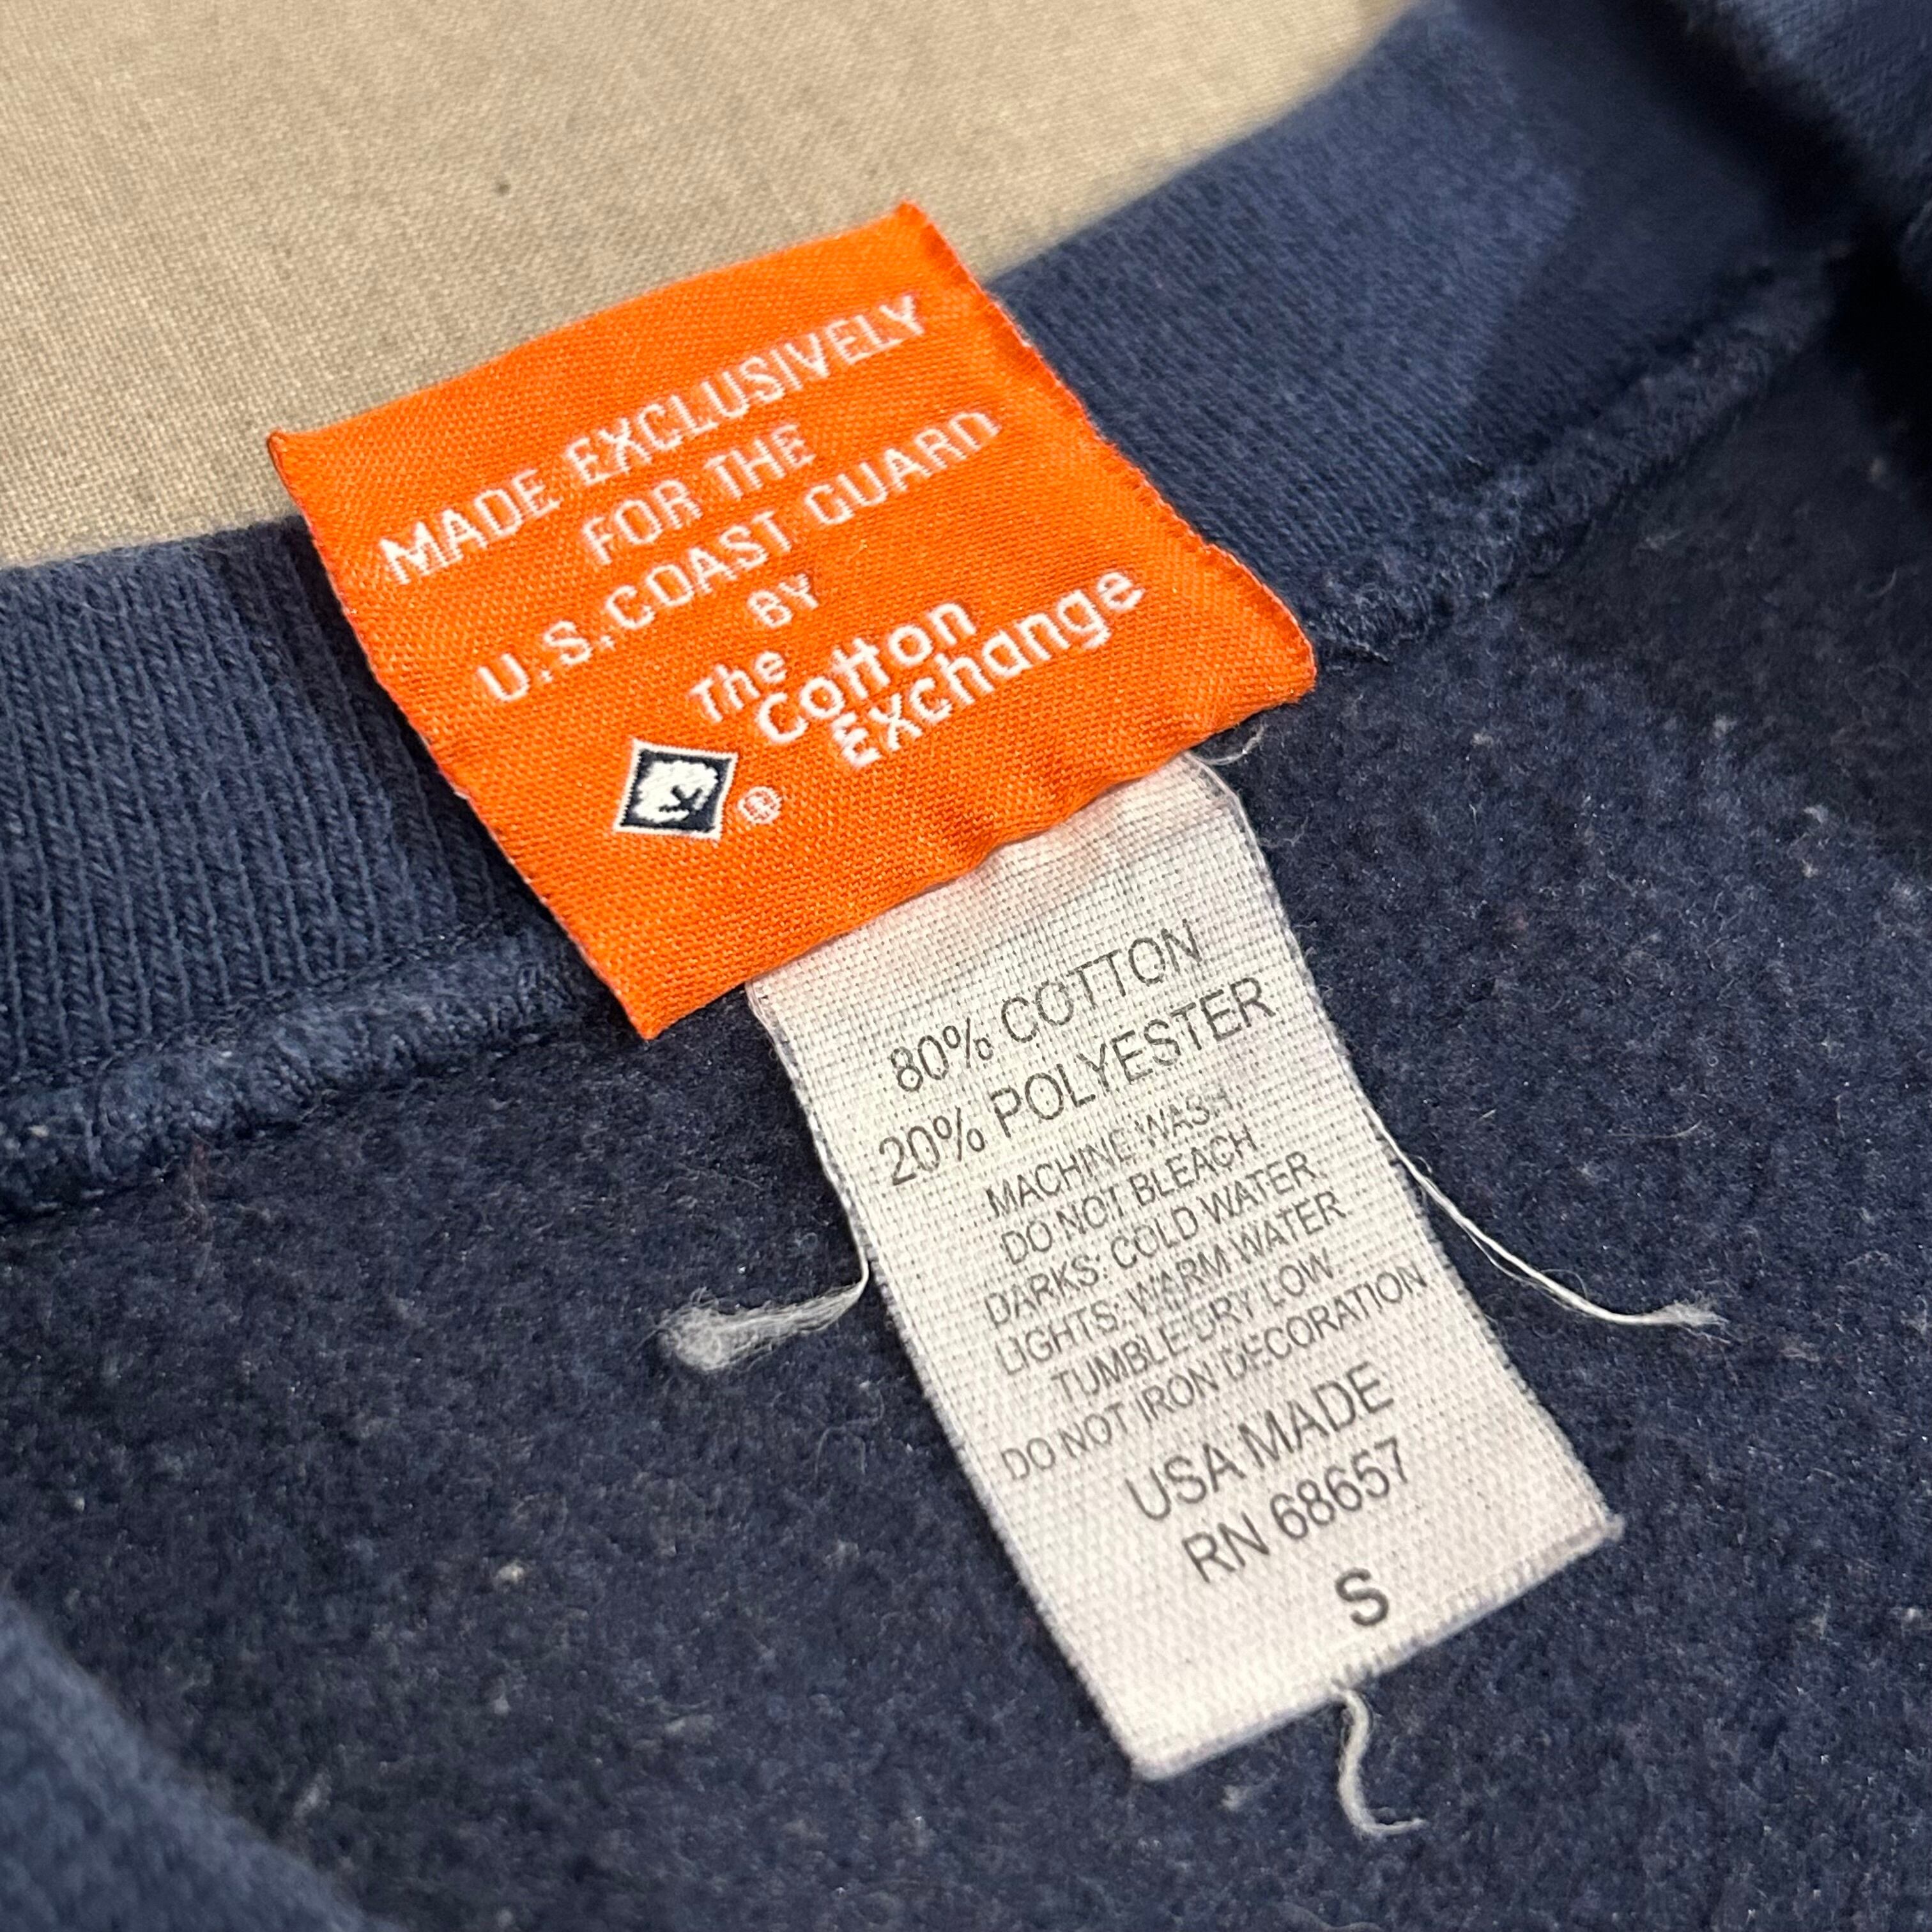 MADE EXCLUSIVELY
FOR THE
U.S. COAST GUARD
BY
The
Cotton
Exchange
®
80% COTTON
20% POLYESTER
MACHINE WASH
DO NOT BLEACH
DARKS: COLD WATER
LIGHTS: WARM WATER
TUMBLE DRY LOW
DO NOT IRON DECORATION
USA MADE
RN 68657
S